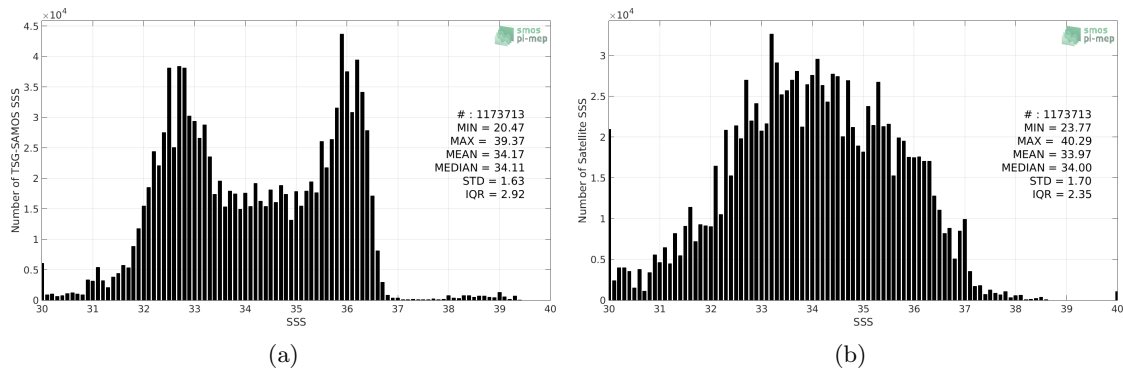 ×10⁴
4.5
4
3.5
3
2.5
2
1.5
1
0.5
0
Number of TSG-SAMOS SSS
smos
pi-mep
# : 1173713
MIN = 20.47
MAX = 39.37
MEAN = 34.17
MEDIAN = 34.11
STD = 1.63
IQR = 2.92
30 31 32 33 34 35 36 37 38 39 40
SSS
(a)
×10⁴
3
2.5
2
1.5
1
0.5
0
Number of Satellite SSS
smos
pi-mep
# : 1173713
MIN = 23.77
MAX = 40.29
MEAN = 33.97
MEDIAN = 34.00
STD = 1.70
IQR = 2.35
30 31 32 33 34 35 36 37 38 39 40
SSS
(b)